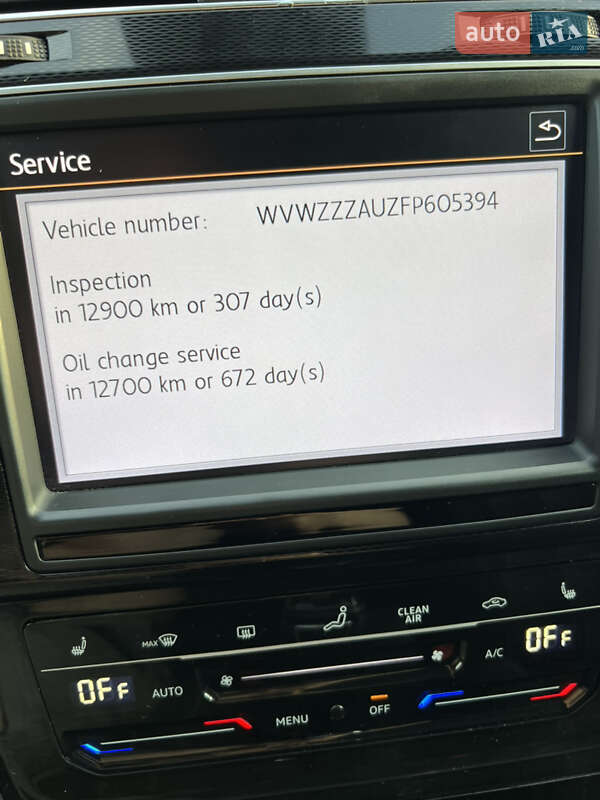 auto RIA
.com
Service
Vehicle number: WVWZZZAUZFP605394
Inspection
in 12900 km or 307 day(s)
Oil change service
in 12700 km or 672 day(s)
MAX
CLEAN
AIR
OFF AUTO
A/C OFF
MENU
OFF